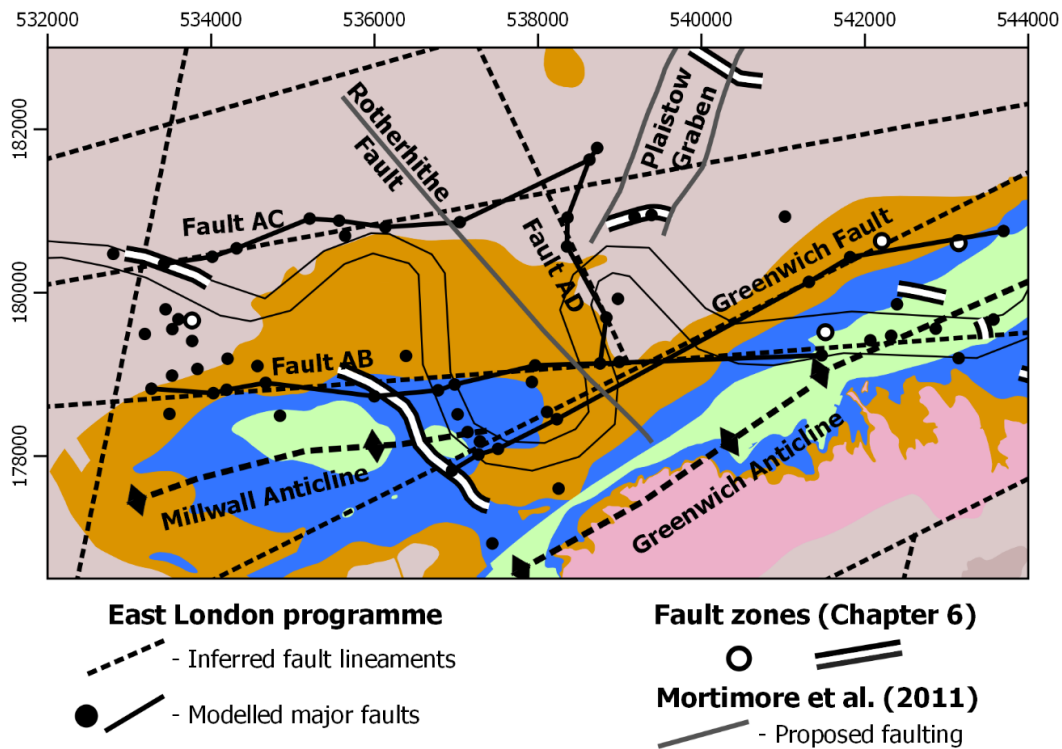 532000
534000
536000
538000
540000
542000
544000
182000
180000
178000
Rotherhithe
Fault
Plaistow
Graben
Fault AC
Fault AD
Greenwich Fault
Fault AB
Millwall Anticline
Greenwich Anticline
East London programme
- Inferred fault lineaments
- Modelled major faults
Fault zones (Chapter 6)
Mortimore et al. (2011)
- Proposed faulting